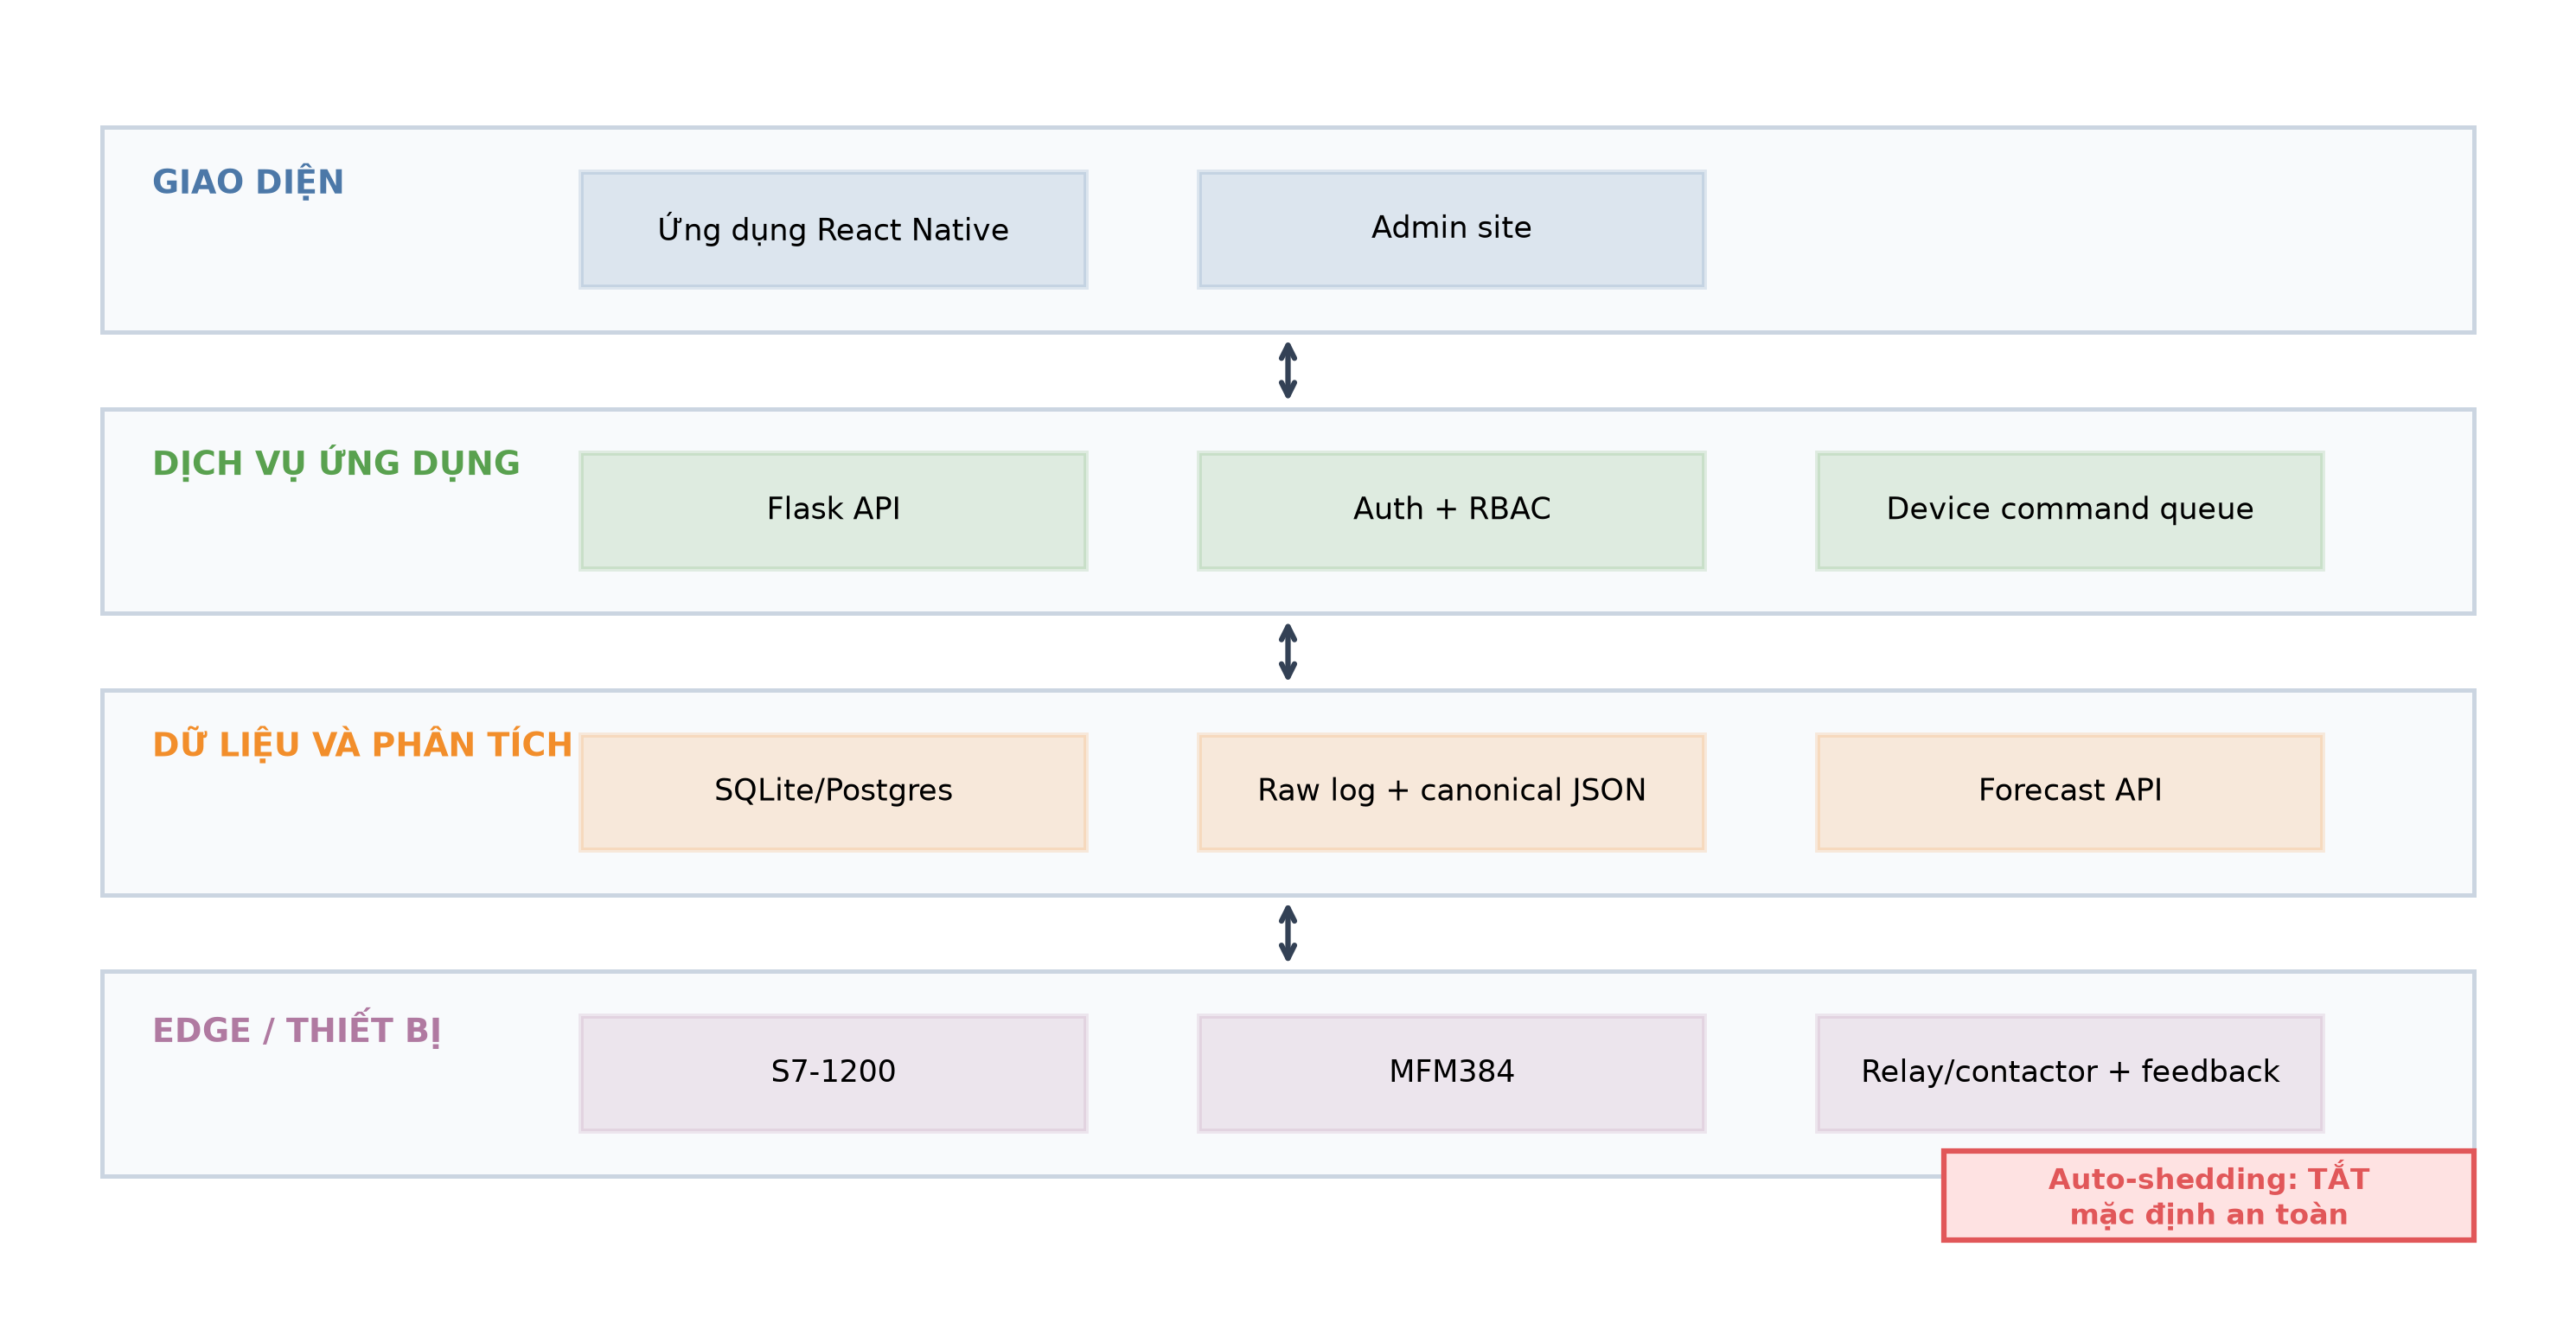 GIAO DIỆN
Ứng dụng React Native
Admin site
DỊCH VỤ ỨNG DỤNG
Flask API
Auth + RBAC
Device command queue
DỮ LIỆU VÀ PHÂN TÍCH
SQLite/Postgres
Raw log + canonical JSON
Forecast API
EDGE / THIẾT BỊ
S7-1200
MFM384
Relay/contactor + feedback
Auto-shedding: TẮT
mặc định an toàn